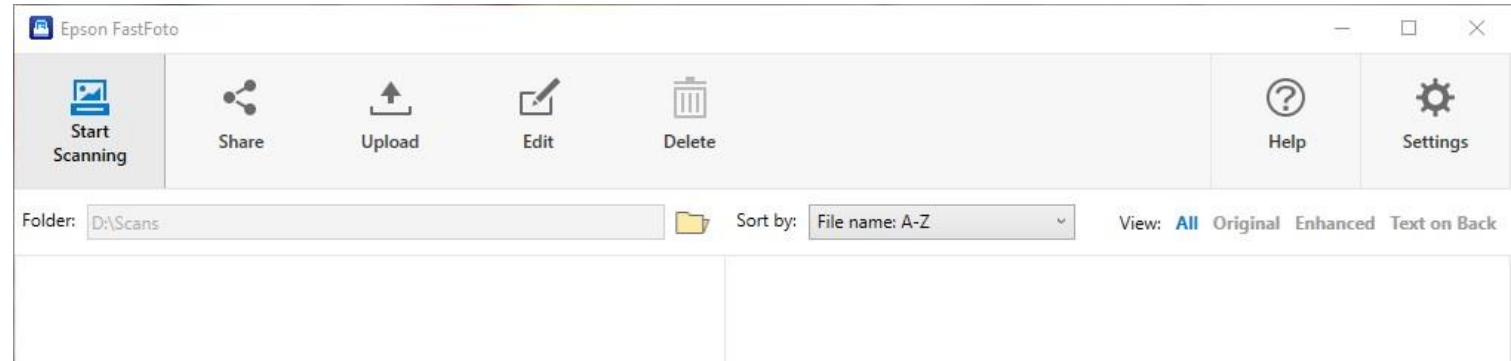 Epson FastFoto
Start
Scanning
Share
Upload
Edit
Delete
Help
Settings
Folder: D:\Scans
Sort by: File name: A-Z
View: All Original Enhanced Text on Back